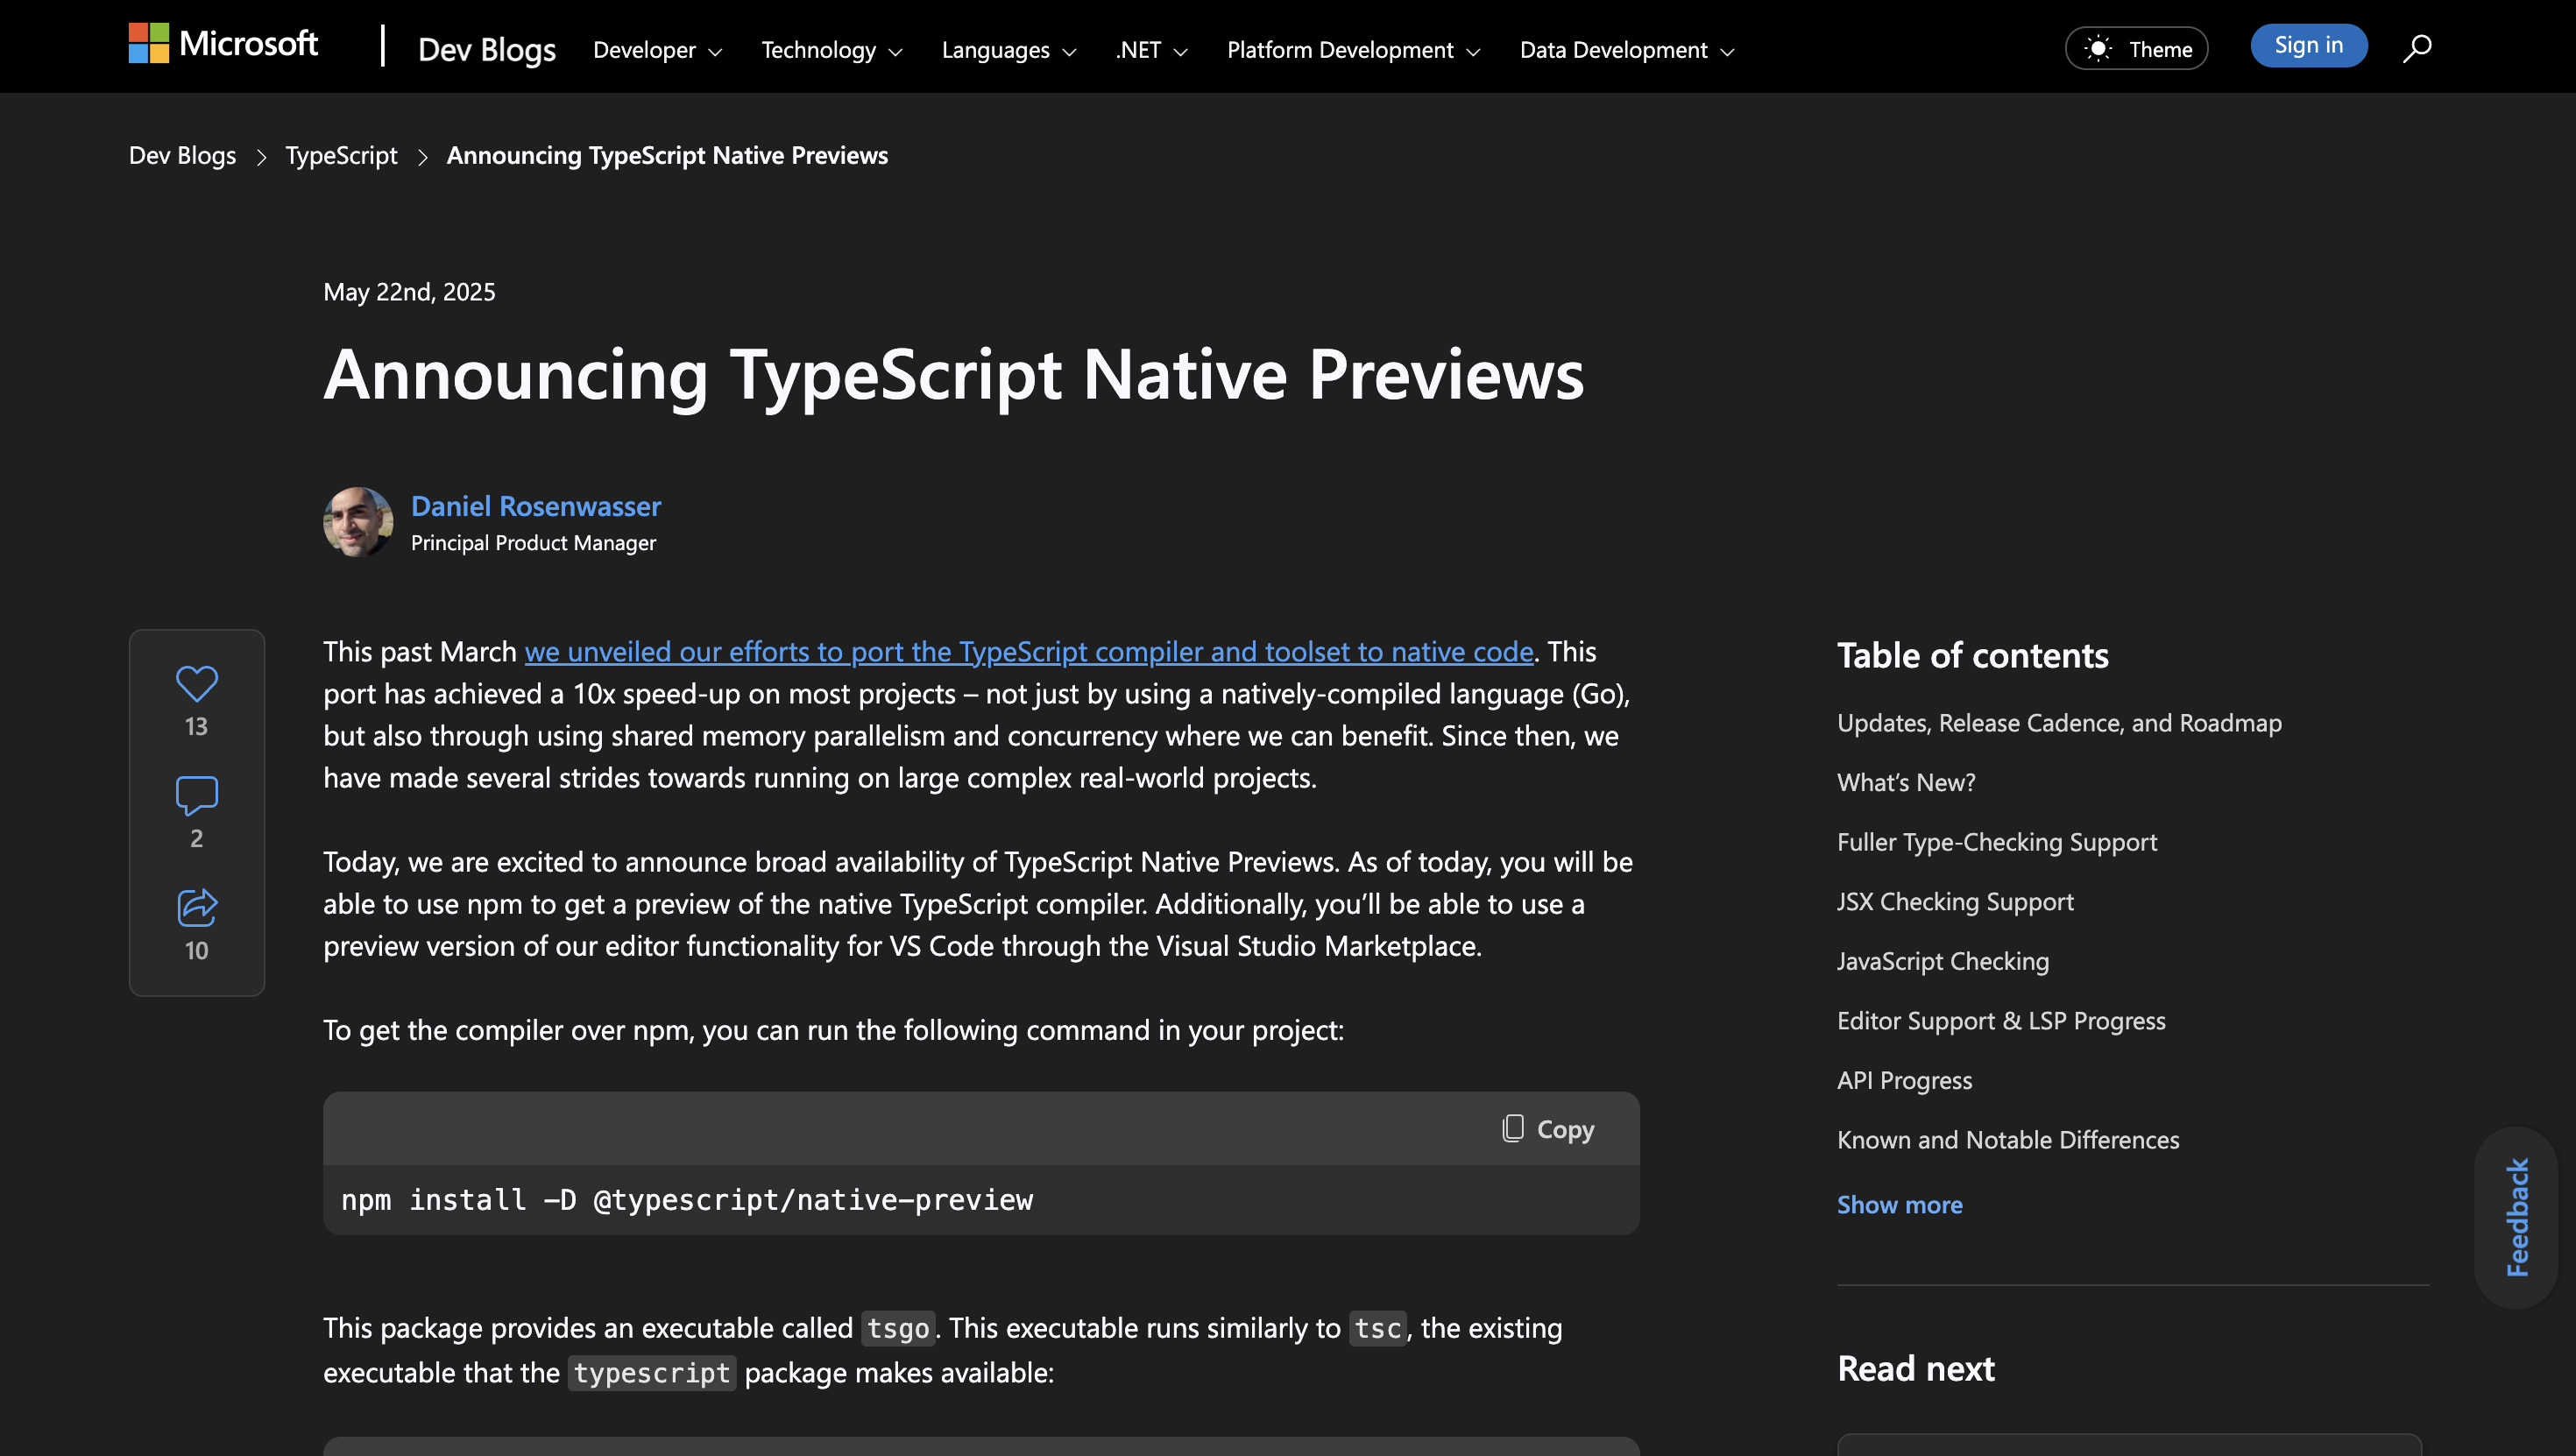 Microsoft
Dev Blogs
Developer
Technology
Languages
.NET
Platform Development
Data Development
Theme
Sign in
Dev Blogs
TypeScript
Announcing TypeScript Native Previews
May 22nd, 2025
Announcing TypeScript Native Previews
Daniel Rosenwasser
Principal Product Manager
13
2
10
This past March we unveiled our efforts to port the TypeScript compiler and toolset to native code. This
port has achieved a 10x speed-up on most projects – not just by using a natively-compiled language (Go),
but also through using shared memory parallelism and concurrency where we can benefit. Since then, we
have made several strides towards running on large complex real-world projects.
Today, we are excited to announce broad availability of TypeScript Native Previews. As of today, you will be
able to use npm to get a preview of the native TypeScript compiler. Additionally, you’ll be able to use a
preview version of our editor functionality for VS Code through the Visual Studio Marketplace.
To get the compiler over npm, you can run the following command in your project:
Copy
npm install -D @typescript/native-preview
This package provides an executable called tsgo. This executable runs similarly to tsc, the existing
executable that the typescript package makes available:
Table of contents
Updates, Release Cadence, and Roadmap
What’s New?
Fuller Type-Checking Support
JSX Checking Support
JavaScript Checking
Editor Support & LSP Progress
API Progress
Known and Notable Differences
Show more
Read next
Feedback